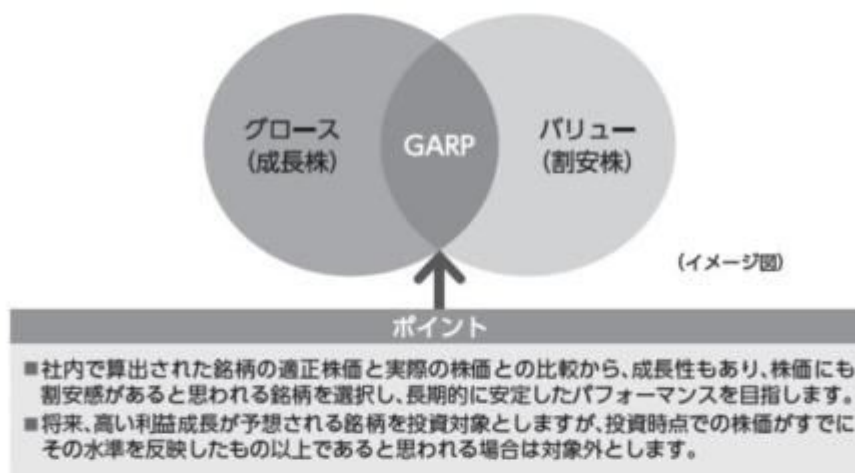 グロース
(成長株)
GARP
バリュー
(割安株)
(イメージ図)
ポイント
■社内で算出された銘柄の適正株価と実際の株価との比較から、成長性もあり、株価にも
割安感があると思われる銘柄を選択し、長期的に安定したパフォーマンスを目指します。
■将来、高い利益成長が予想される銘柄を投資対象としますが、投資時点での株価がすでに
その水準を反映したもの以上であると思われる場合は対象外とします。